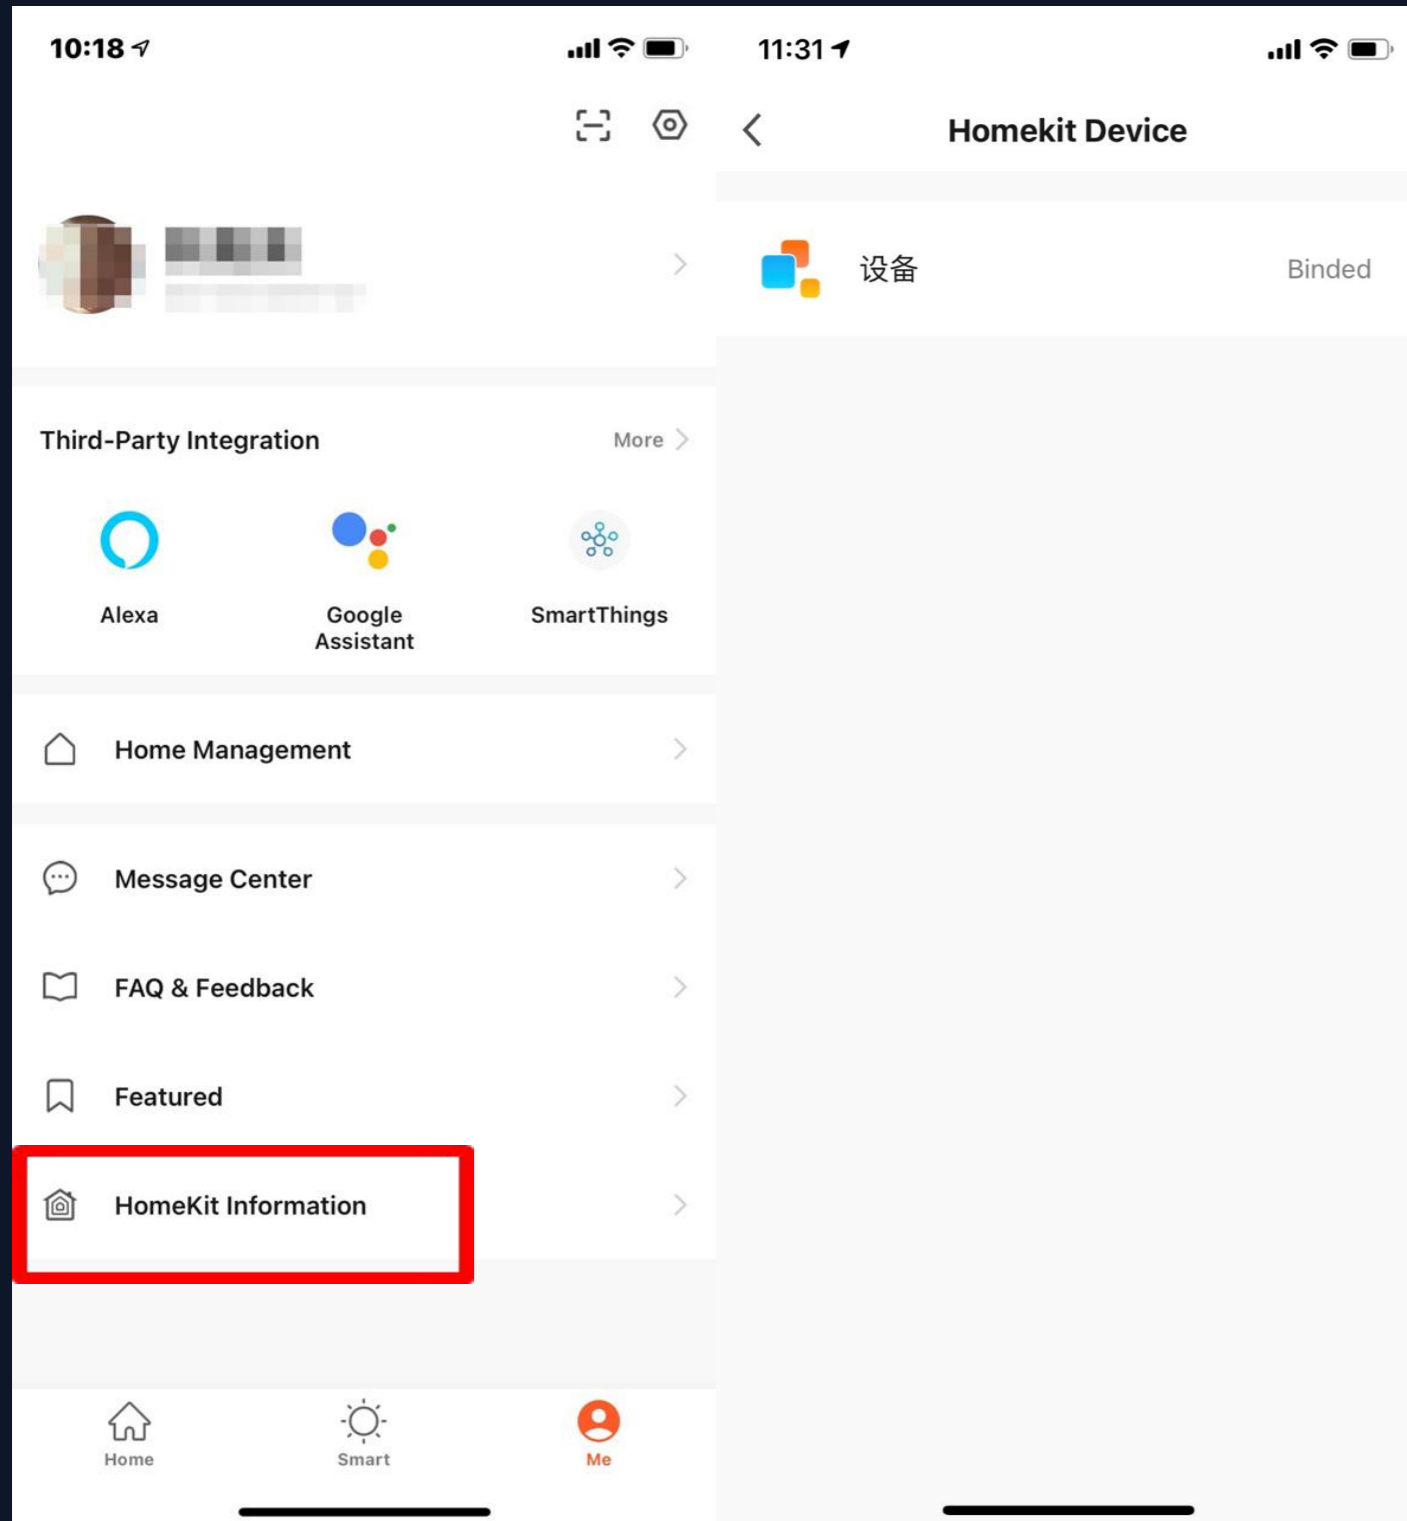 10:18
Third-Party Integration
More
Alexa
Google
Assistant
SmartThings
Home Management
Message Center
FAQ & Feedback
Featured
HomeKit Information
Home
Smart
Me
11:31
Homekit Device
设备
Binded